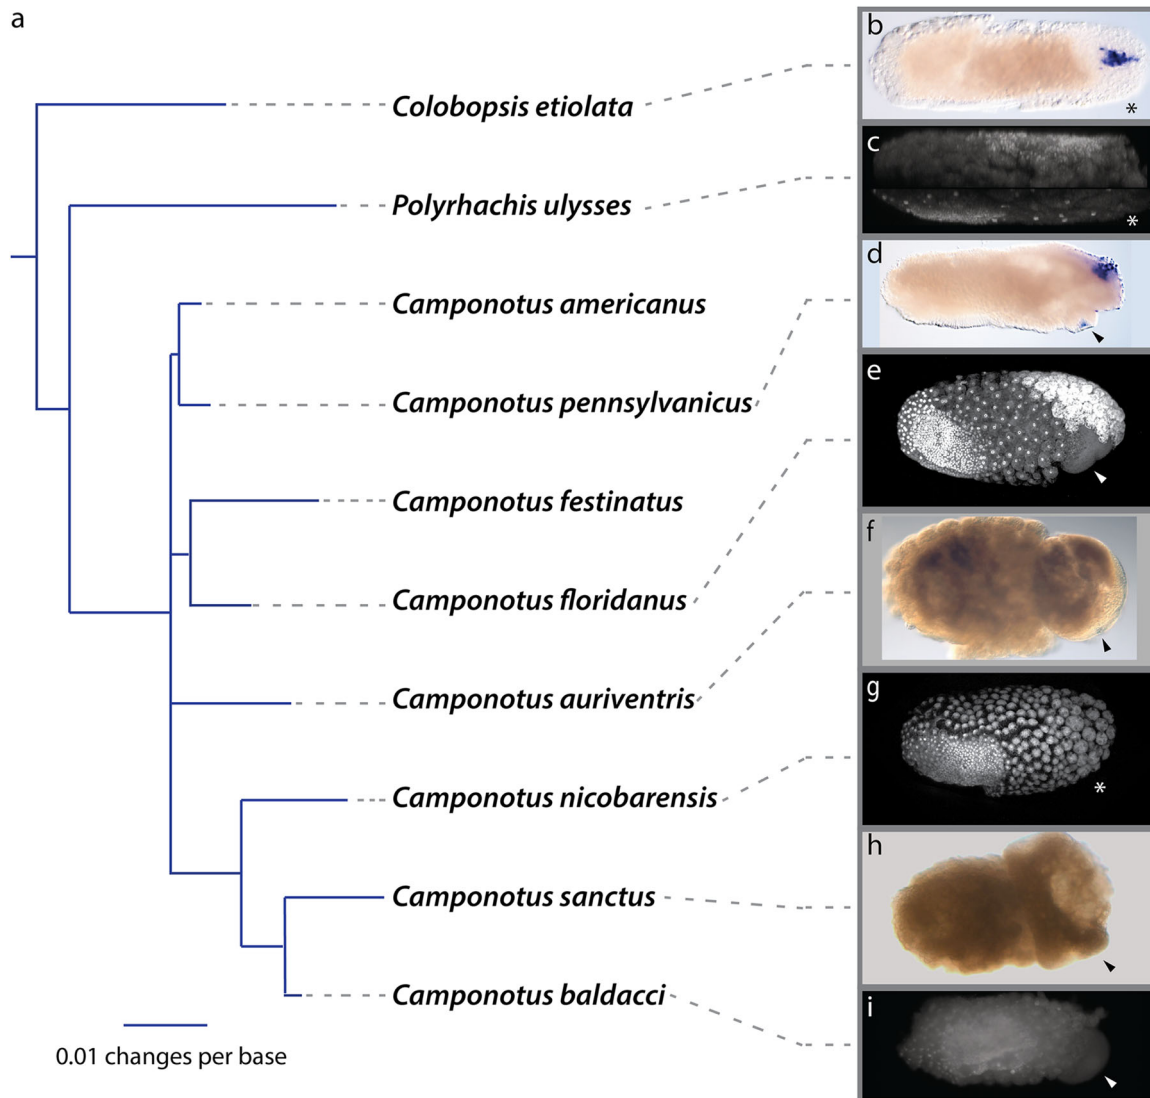 a
Colobopsis etiolata
Polyrhachis ulysses
Camponotus americanus
Camponotus pennsylvanicus
Camponotus festinatus
Camponotus floridanus
Camponotus auriventris
Camponotus nicobarensis
Camponotus sanctus
Camponotus baldacci
0.01 changes per base
b
*
c
*
d
e
f
g
*
h
i